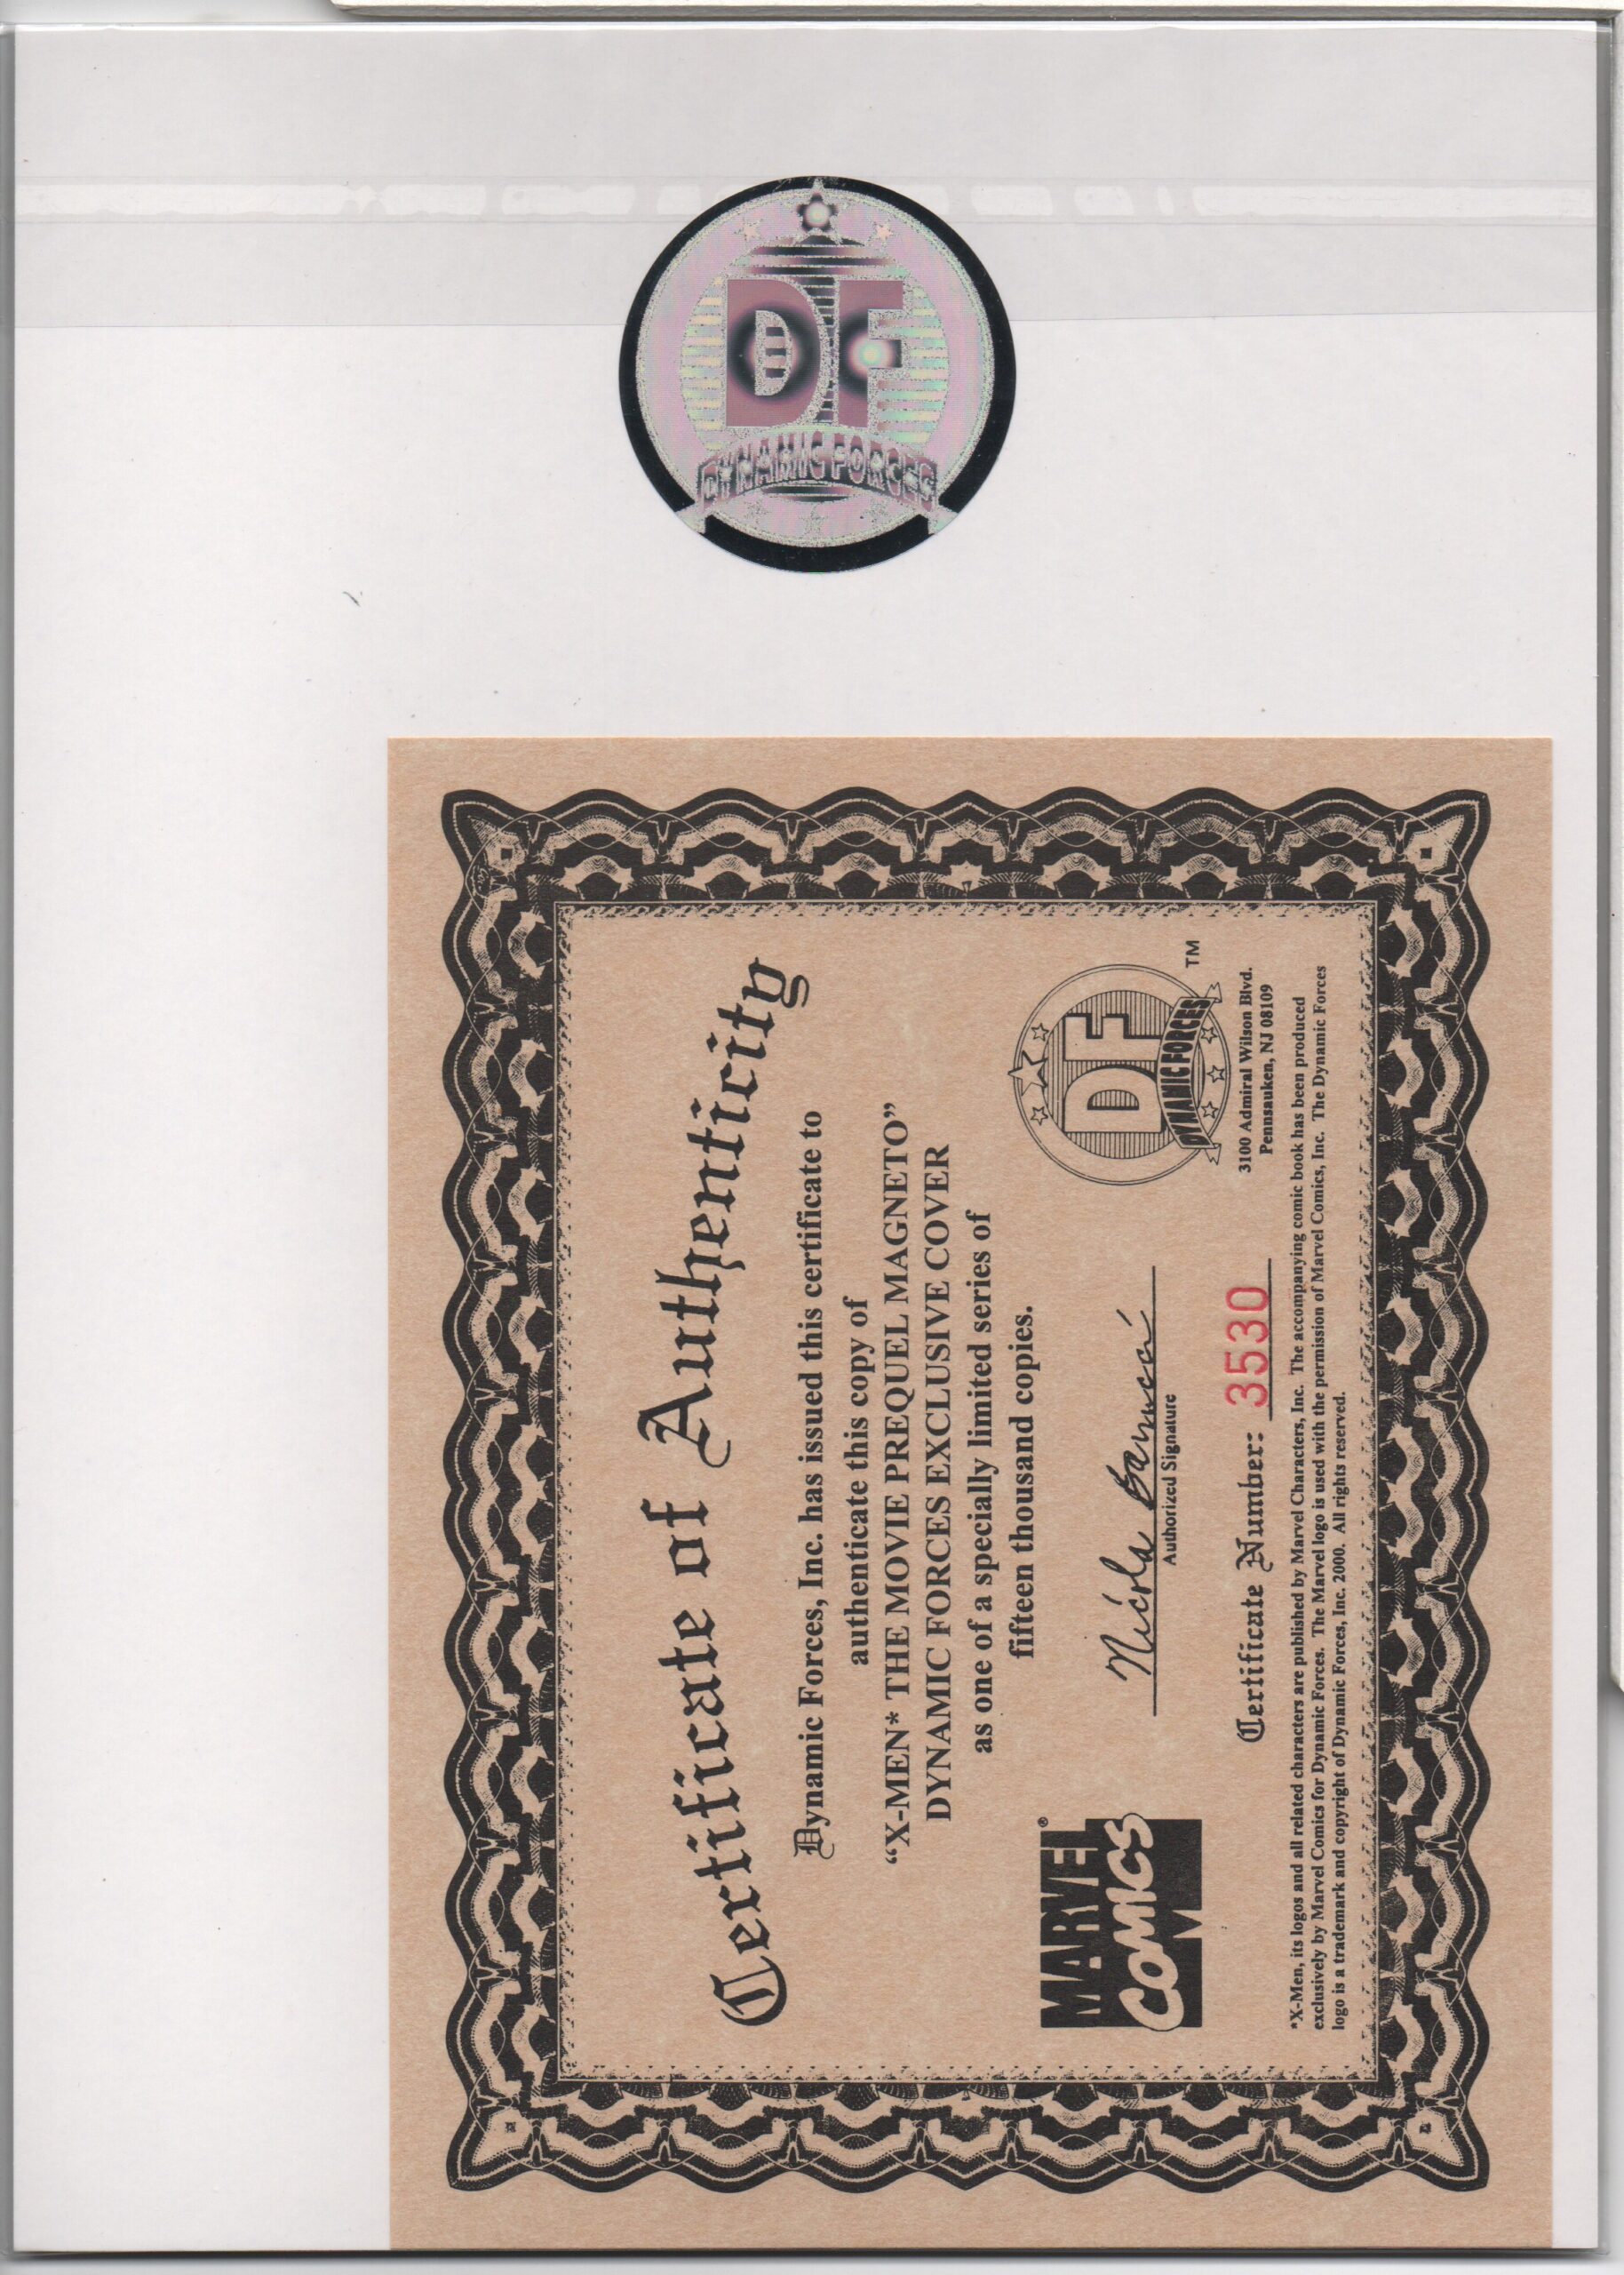 DF
DYNAMIC FORCES
Certificate of Authenticity
Dynamic Forces, Inc. has issued this certificate to
authenticate this copy of
“X-MEN* THE MOVIE PREQUEL MAGNETO”
DYNAMIC FORCES EXCLUSIVE COVER
as one of a specially limited series of
fifteen thousand copies.
MARVEL®
COMICS
Nicola Barrucci
Authorized Signature
Certificate Number: 3530
DF
DYNAMIC FORCES
TM
3100 Admiral Wilson Blvd.
Pennsauken, NJ 08109
*X-Men, its logos and all related characters are published by Marvel Characters, Inc. The accompanying comic book has been produced
exclusively by Marvel Comics for Dynamic Forces. The Marvel logo is used with the permission of Marvel Comics, Inc. The Dynamic Forces
logo is a trademark and copyright of Dynamic Forces, Inc. 2000. All rights reserved.